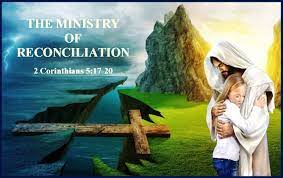 THE MINISTRY
OF
RECONCILIATION
2 Corinthians 5:17-20